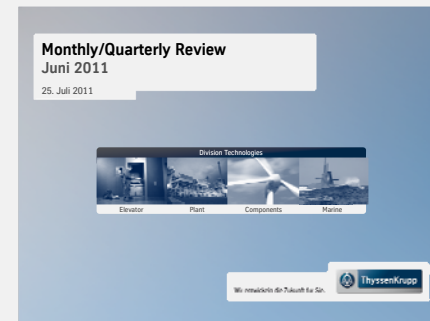 Monthly/Quarterly Review
Juni 2011
25. Juli 2011
Division Technologies
Elevator Plant Components Marine
Wir entwickeln die Zukunft für Sie.
ThyssenKrupp